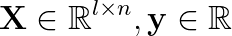 𝐗 ∈ ℝ^{l×n}, 𝐲 ∈ ℝ